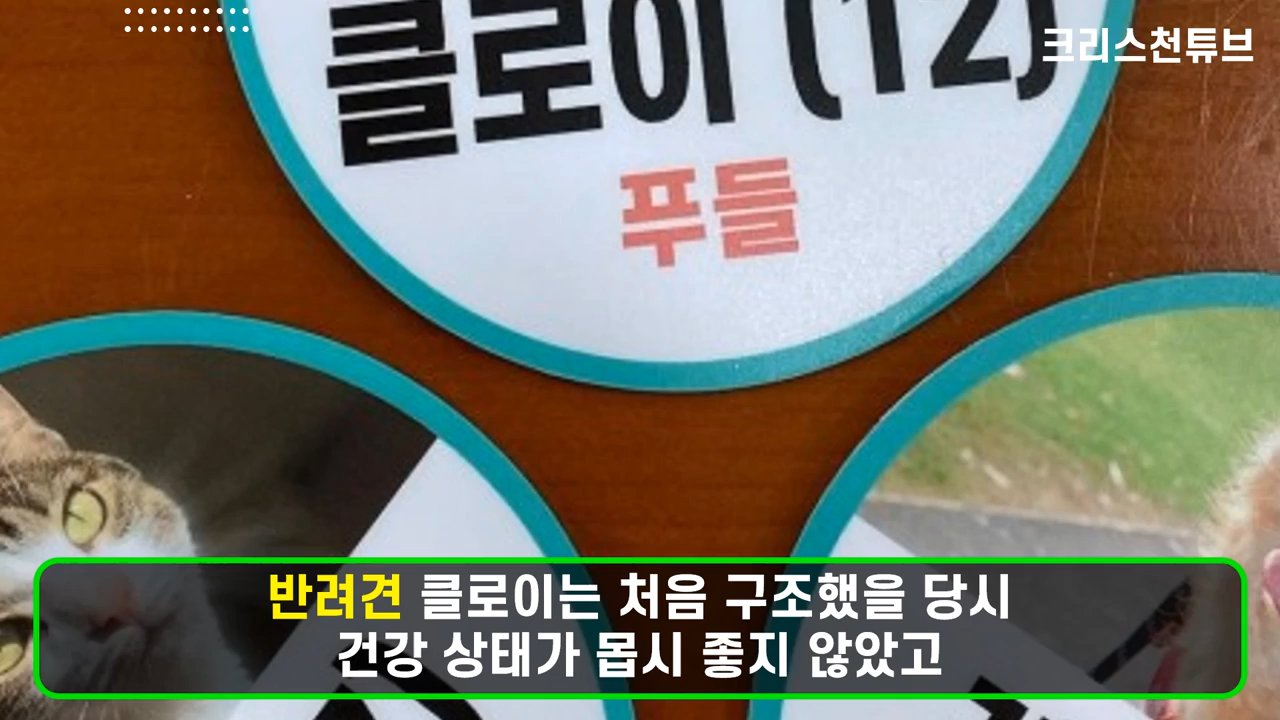 클로이 (12)
크리스천튜브
푸들
반려견 클로이는 처음 구조했을 당시
건강 상태가 몹시 좋지 않았고